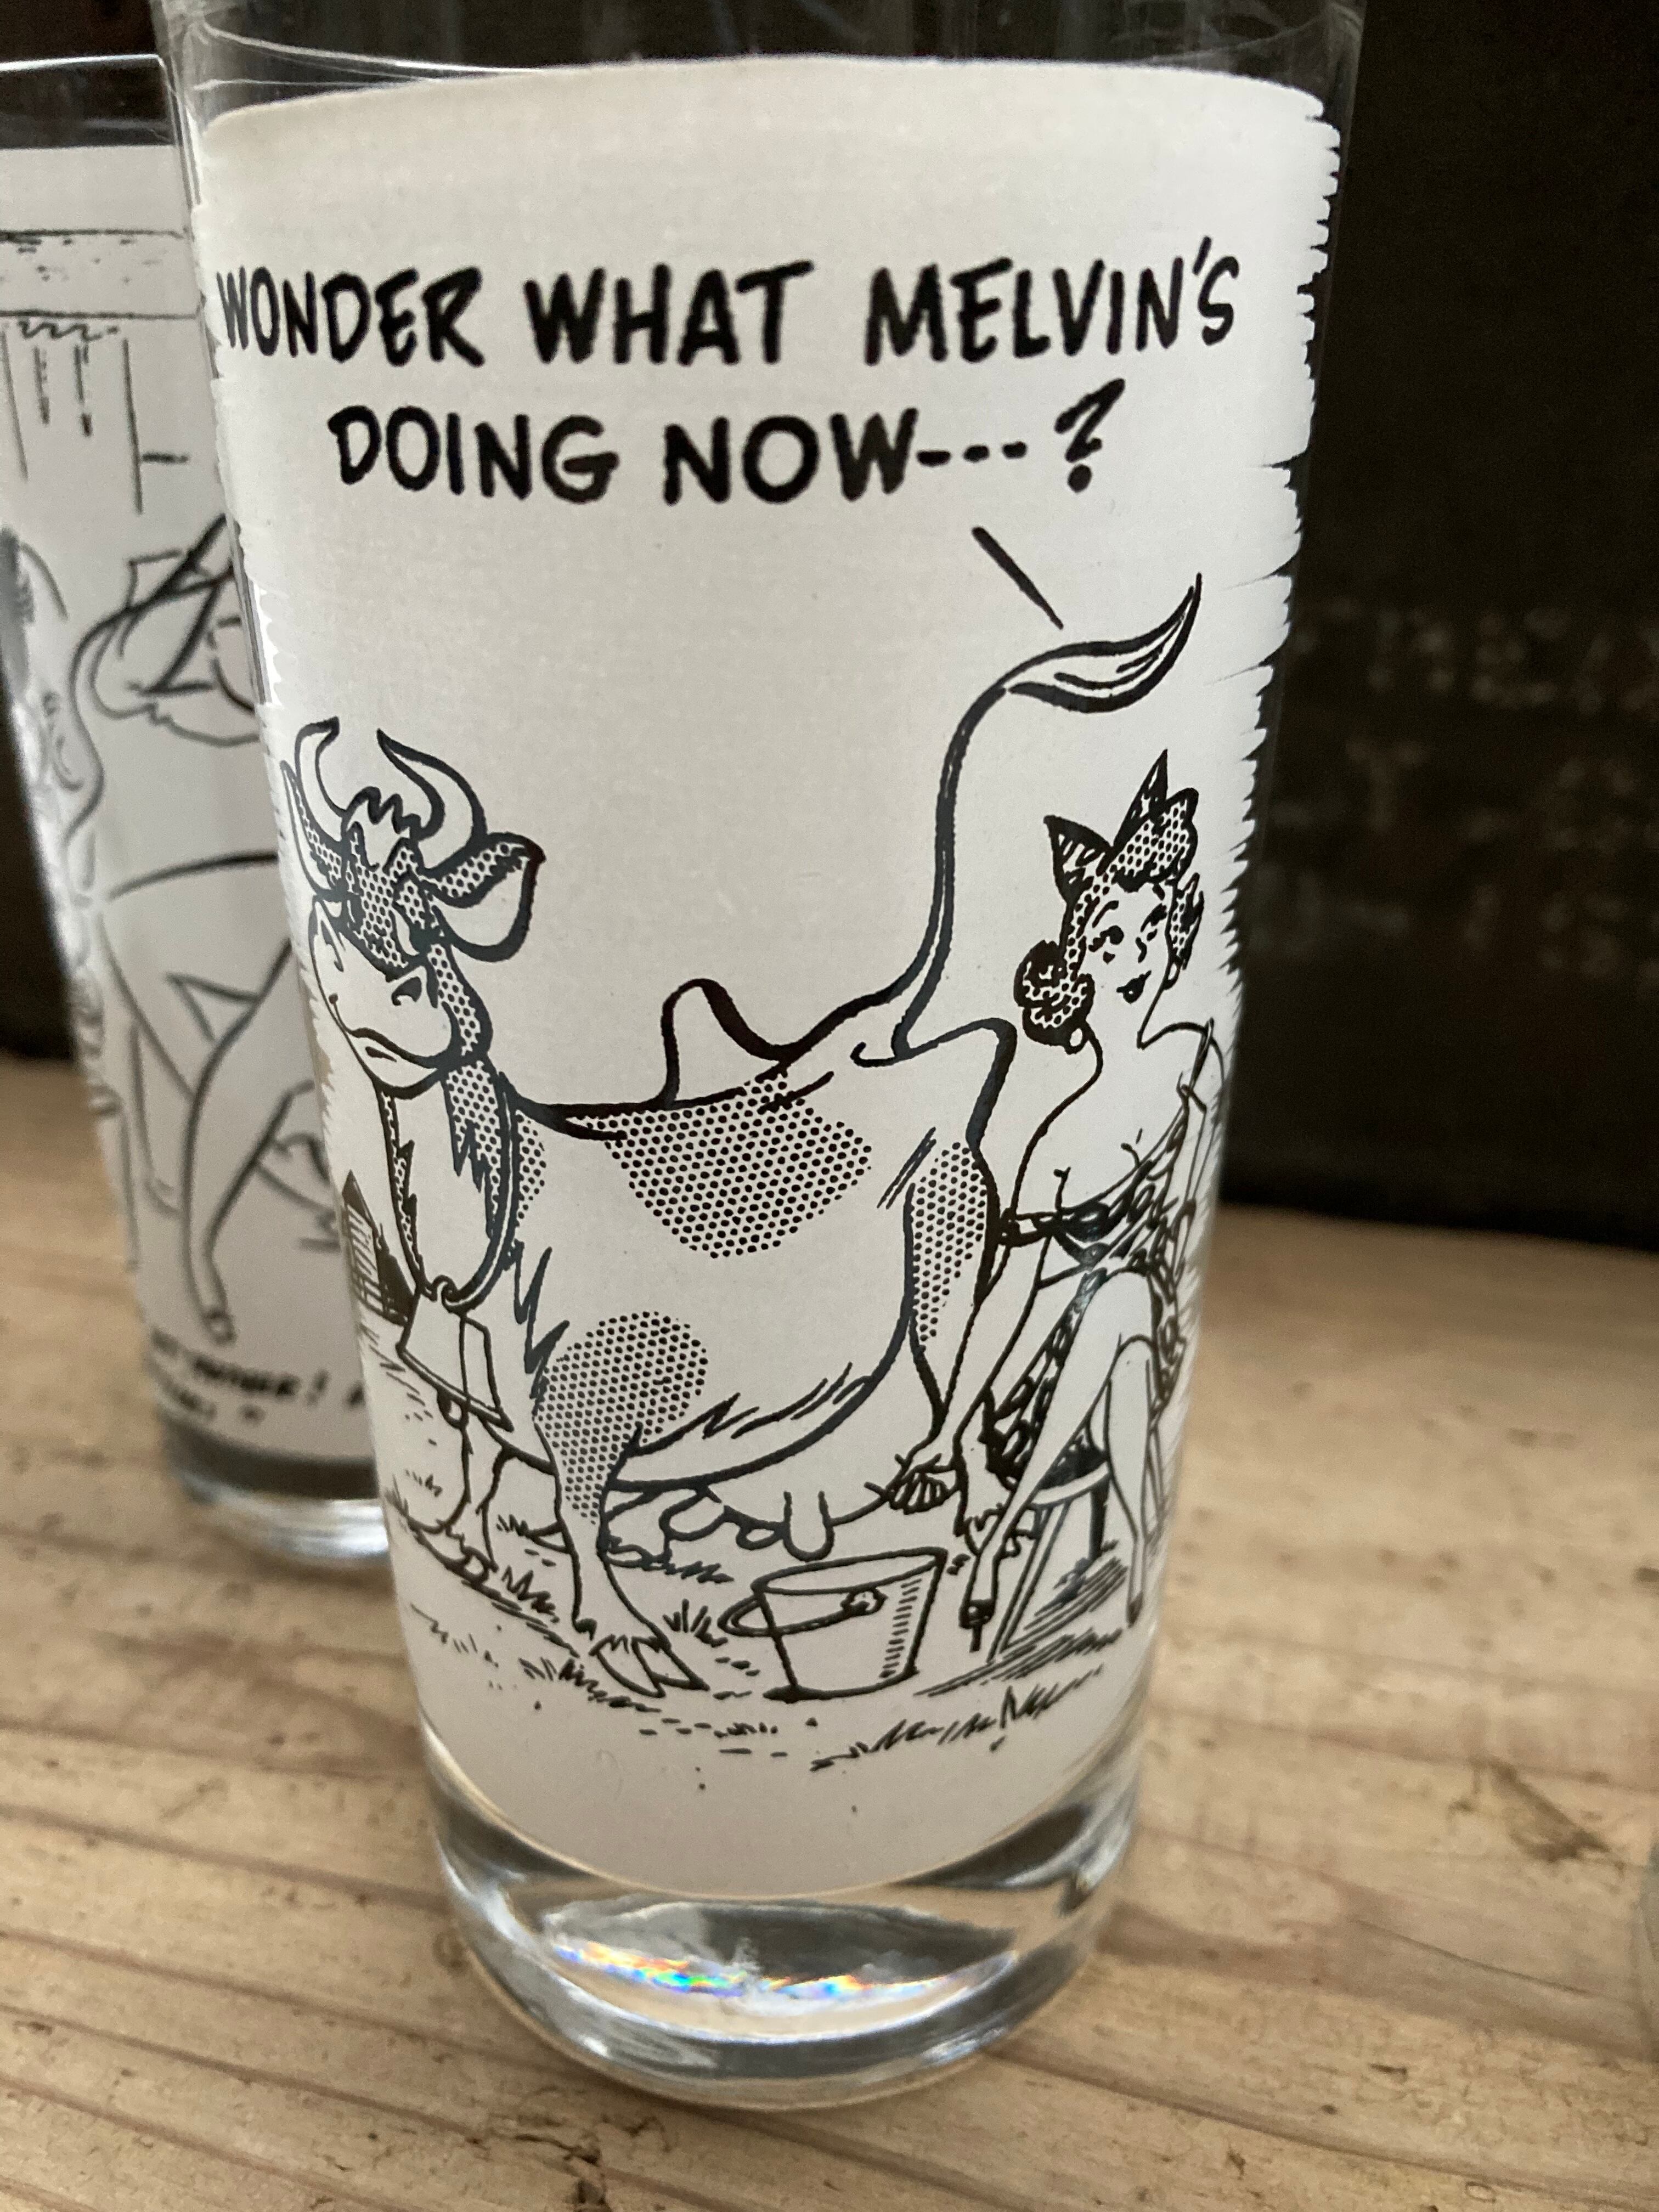 WONDER WHAT MELVIN'S
DOING NOW---?